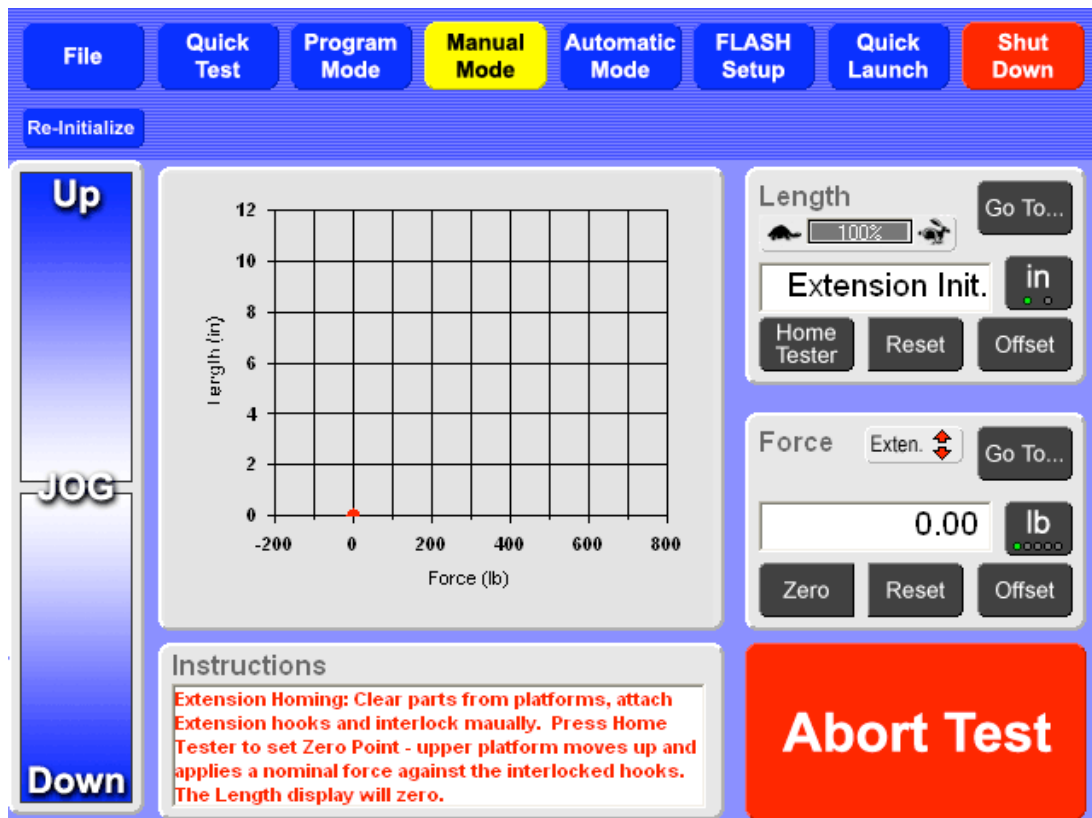 File
Quick
Test
Program
Mode
Manual
Mode
Automatic
Mode
FLASH
Setup
Quick
Launch
Shut
Down
Re-Initialize
Up
JOG
Down
12
10
8
6
4
2
0
Length (in)
-200 0 200 400 600 800
Force (lb)
Length
Go To...
100%
Extension Init.
in
Home
Tester
Reset
Offset
Force
Exten.
Go To...
0.00
lb
Zero
Reset
Offset
Instructions
Extension Homing: Clear parts from platforms, attach
Extension hooks and interlock maually. Press Home
Tester to set Zero Point - upper platform moves up and
applies a nominal force against the interlocked hooks.
The Length display will zero.
Abort Test